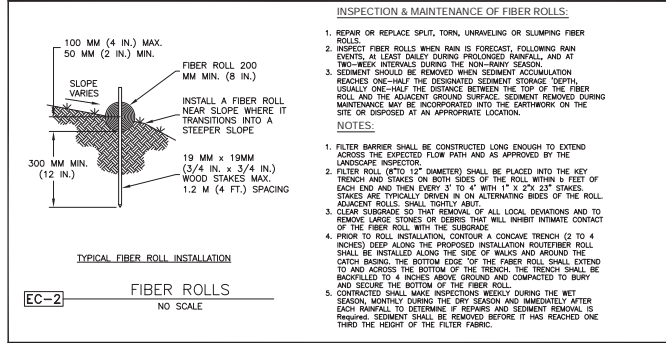 100 MM (4 IN.) MAX.
50 MM (2 IN.) MIN.
FIBER ROLL 200
MM MIN. (8 IN.)
SLOPE
VARIES
INSTALL A FIBER ROLL
NEAR SLOPE WHERE IT
TRANSITIONS INTO A
STEEPER SLOPE
300 MM MIN.
(12 IN.)
19 MM x 19MM
(3/4 IN. x 3/4 IN.)
WOOD STAKES MAX.
1.2 M (4 FT.) SPACING
TYPICAL FIBER ROLL INSTALLATION
EC-2
FIBER ROLLS
NO SCALE
INSPECTION & MAINTENANCE OF FIBER ROLLS:
1. REPAIR OR REPLACE SPLIT, TORN, UNRAVELING OR SLUMPING FIBER
ROLLS.
2. INSPECT FIBER ROLLS WHEN RAIN IS FORECAST, FOLLOWING RAIN
EVENTS, At LEAST DAILEY DURING PROLONGED RAINFALL, AND AT
TWO-WEEK INTERVALS DURING THE NON-RAINY SEASON.
3. SEDIMENT SHOULD BE REMOVED WHEN SEDIMENT ACCUMULATION
REACHES ONE-HALF THE DESIGNATED SEDIMENT STORAGE 'DEPTH,
USUALLY ONE-HALF THE DISTANCE BETWEEN THE TOP OF THE FIBER
ROLL AND THE ADJACENT GROUND SURFACE. SEDIMENT REMOVED DURING
MAINTENANCE MAY BE INCORPORATED INTO THE EARTHWORK ON THE
SITE OR DISPOSED AT AN APPROPRIATE LOCATION.
NOTES:
1. FILTER BARRIER SHALL BE CONSTRUCTED LONG ENOUGH TO EXTEND
ACROSS THE EXPECTED FLOW PATH AND AS APPROVED BY THE
LANDSCAPE INSPECTOR.
2. FILTER ROLL (8"TO 12" DIAMETER) SHALL BE PLACED INTO THE KEY
TRENCH AND STAKES ON BOTH SIDES OF THE ROLL WITHIN b FEET OF
EACH END AND THEN EVERY 3' TO 4' WITH 1" X 2"X 23" STAKES.
STAKES ARE TYPICALLY DRIVEN IN ON ALTERNATING BIDES OF THE ROLL.
ADJACENT ROLLS. SHALL TIGHTLY ABUT.
3. CLEAR SUBGRADE SO THAT REMOVAL OF ALL LOCAL DEVIATIONS AND TO
REMOVE LARGE STONES OR DEBRIS THAT WILL INHIBIT INTIMATE CONTACT
OF THE FIBER ROLL WITH THE SUBGRADE
4. PRIOR TO ROLL INSTALLATION, CONTOUR A CONCAVE TRENCH (2 TO 4
INCHES) DEEP ALONG THE PROPOSED INSTALLATION ROUTEFIBER ROLL
SHALL BE INSTALLED ALONG THE SIDE OF WALKS AND AROUND THE
CATCH BASING. THE BOTTOM EDGE 'OF THE FABER ROLL SHALL EXTEND
TO AND ACROSS THE BOTTOM OF THE TRENCH. THE TRENCH SHALL BE
BACKFILLED TO 4 INCHES ABOVE GROUND AND COMPACTED TO BURY
AND SECURE THE BOTTOM OF THE FIBER ROLL.
5. CONTRACTED SHALL MAKE INSPECTIONS WEEKLY DURING THE WET
SEASON, MONTHLY DURING THE DRY SEASON AND IMMEDIATELY AFTER
EACH RAINFALL TO DETERMINE IF REPAIRS AND SEDIMENT REMOVAL IS
Required. SEDIMENT SHALL BE REMOVED BEFORE IT HAS REACHED ONE
THIRD THE HEIGHT OF THE FILTER FABRIC.